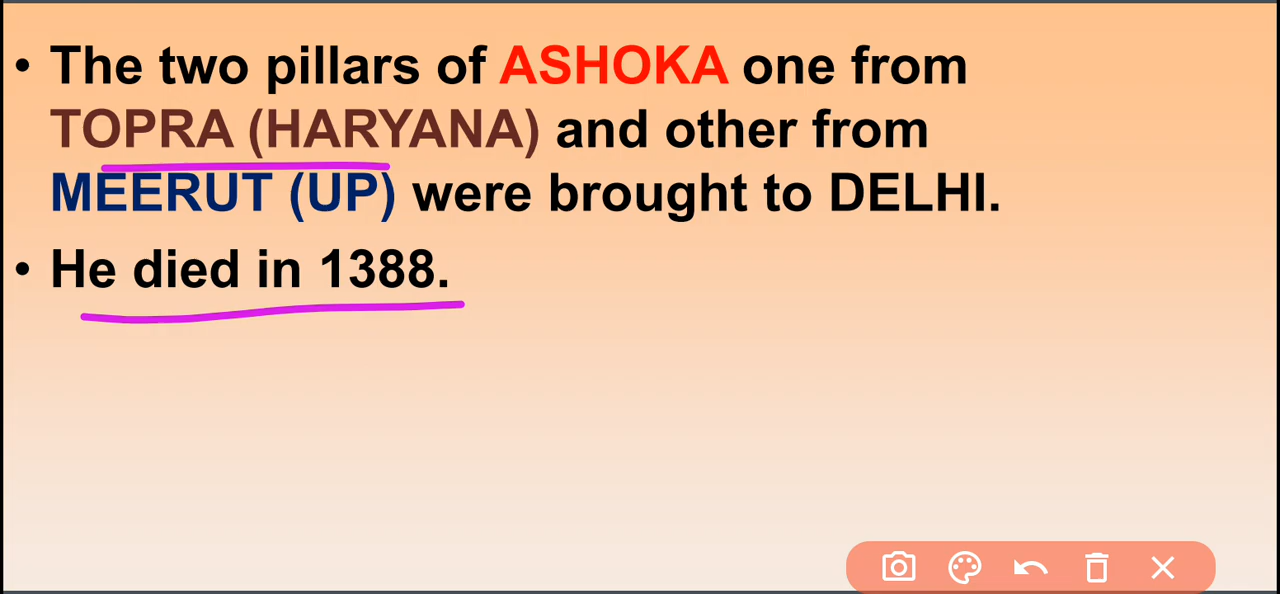 • The two pillars of ASHOKA one from
TOPRA (HARYANA) and other from
MEERUT (UP) were brought to DELHI.
• He died in 1388.